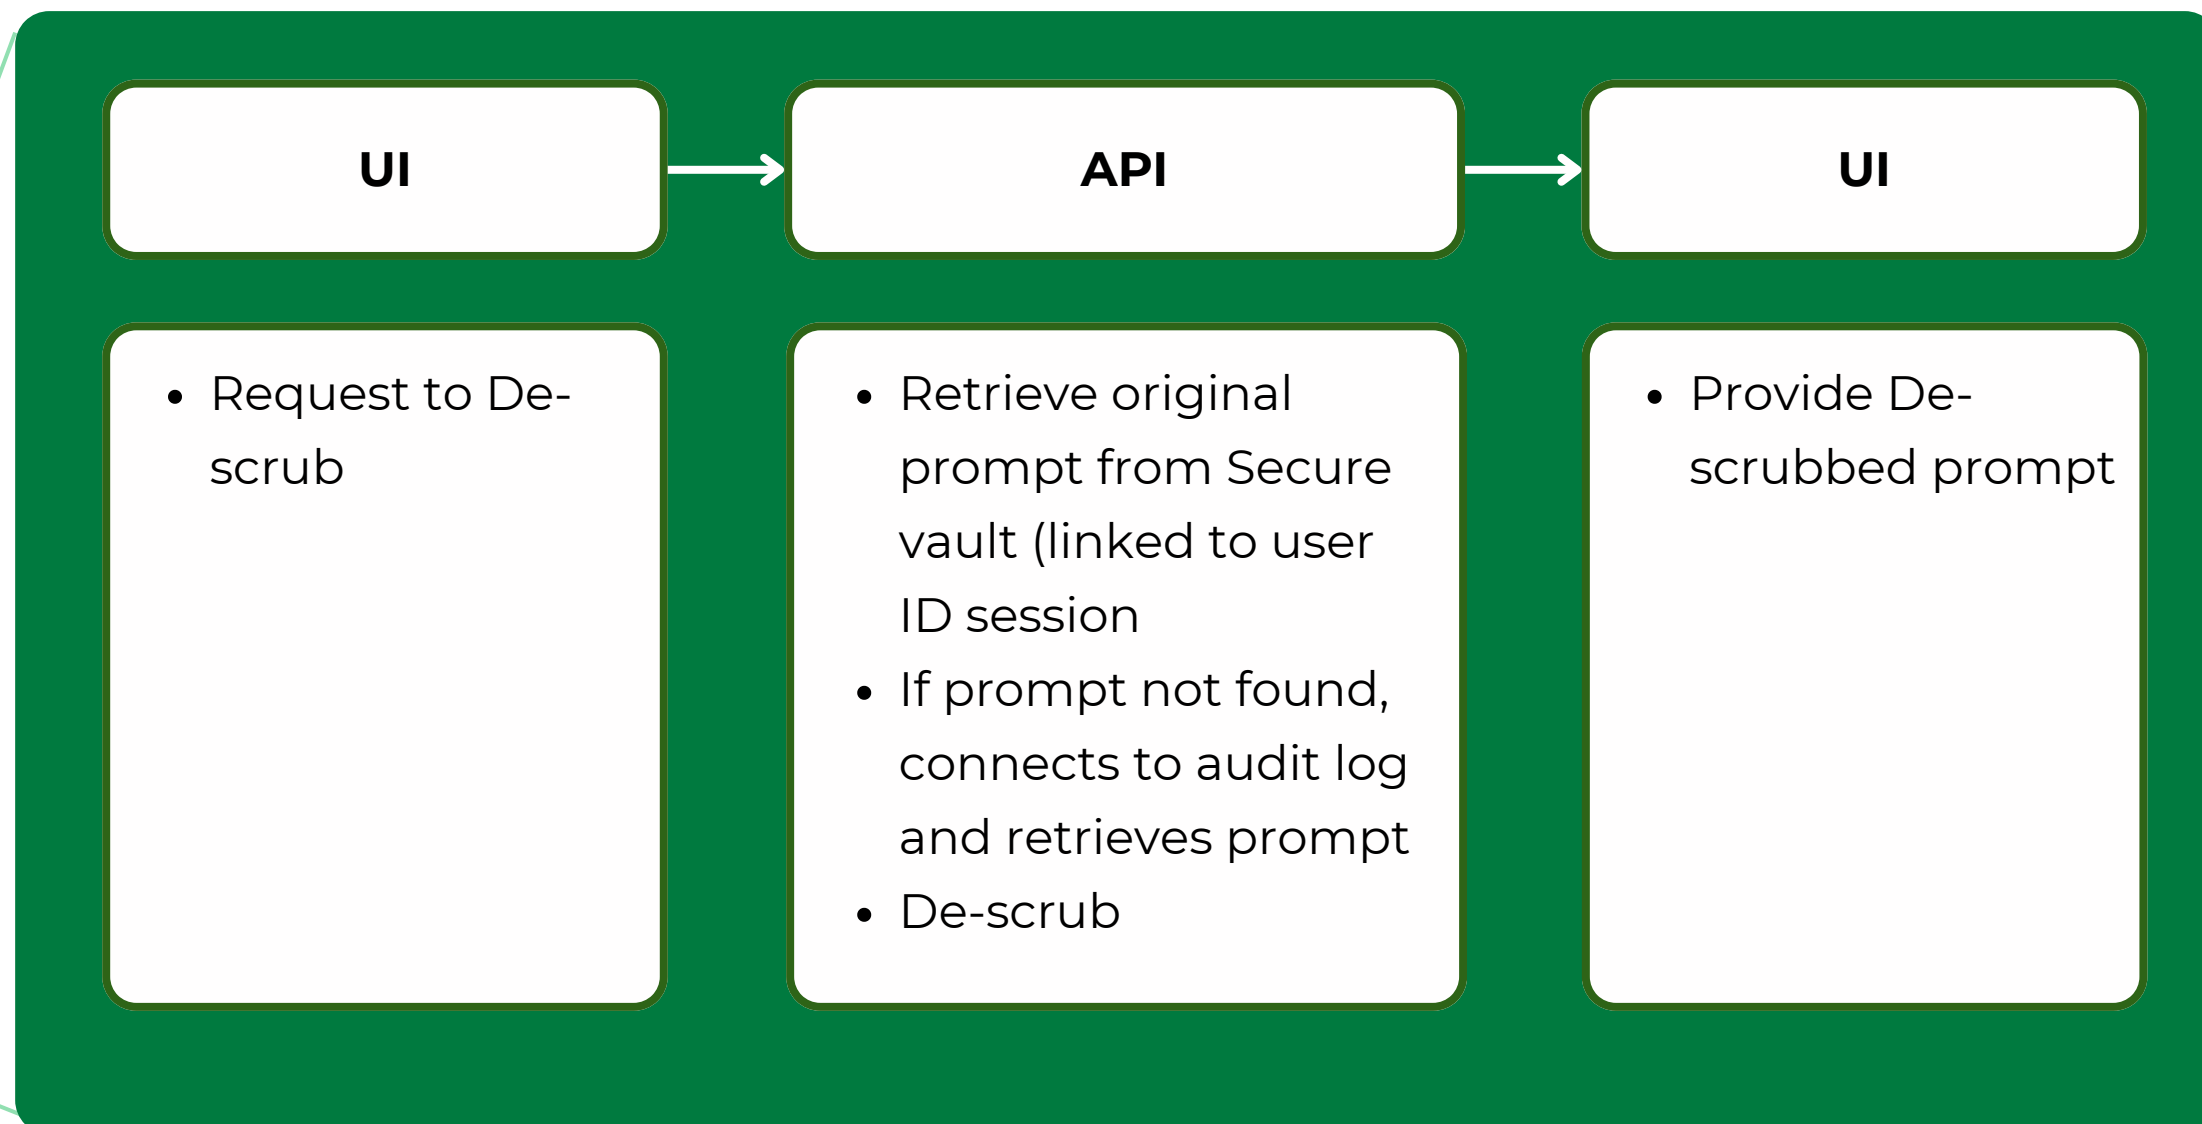 UI
API
UI
• Request to De-
scrub
• Retrieve original
prompt from Secure
vault (linked to user
ID session
• If prompt not found,
connects to audit log
and retrieves prompt
• De-scrub
• Provide De-
scrubbed prompt